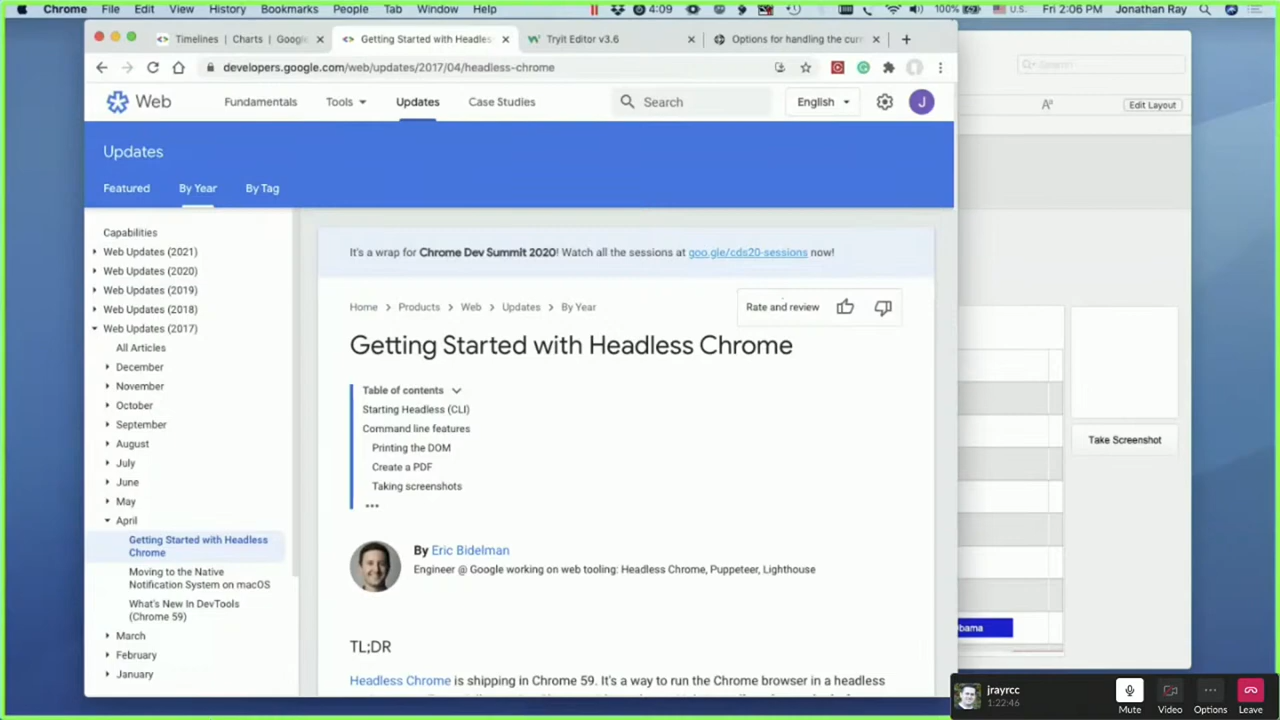 Chrome File Edit View History Bookmarks People Tab Window Help 4:09 100% U.S. Fri 2:06 PM Jonathan Ray
Timelines | Charts | Google
Getting Started with Headles
Tryit Editor v3.6
Options for handling the curr
developers.google.com/web/updates/2017/04/headless-chrome
Search
Web Fundamentals Tools Updates Case Studies Search English J
Edit Layout
Updates
Featured By Year By Tag
Capabilities
Web Updates (2021)
Web Updates (2020)
Web Updates (2019)
Web Updates (2018)
Web Updates (2017)
All Articles
December
November
October
September
August
July
June
May
April
Getting Started with Headless
Chrome
Moving to the Native
Notification System on macOS
What's New In DevTools
(Chrome 59)
March
February
January
It's a wrap for Chrome Dev Summit 2020! Watch all the sessions at goo.gle/cds20-sessions now!
Home Products Web Updates By Year
Rate and review
Getting Started with Headless Chrome
Table of contents
Starting Headless (CLI)
Command line features
Printing the DOM
Create a PDF
Taking screenshots
By Eric Bidelman
Engineer @ Google working on web tooling: Headless Chrome, Puppeteer, Lighthouse
TL;DR
Headless Chrome is shipping in Chrome 59. It's a way to run the Chrome browser in a headless
Take Screenshot
bama
jrayrcc
1:22:46
Mute Video Options Leave